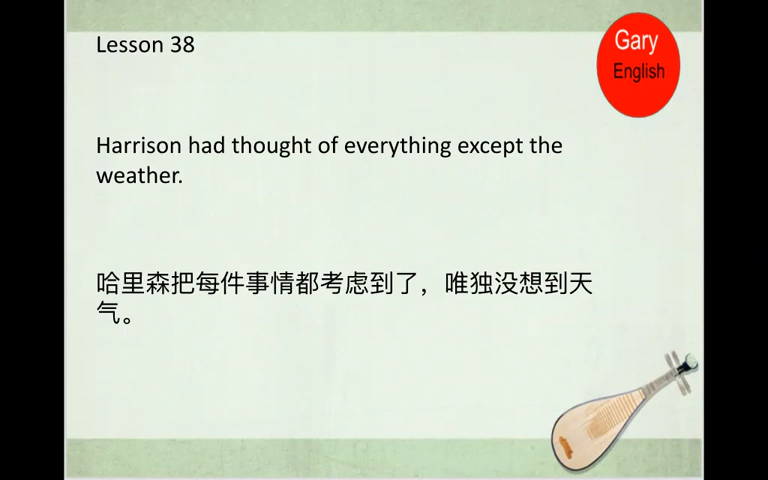 Lesson 38
Gary
English
Harrison had thought of everything except the
weather.
哈里森把每件事情都考虑到了，唯独没想到天
气。